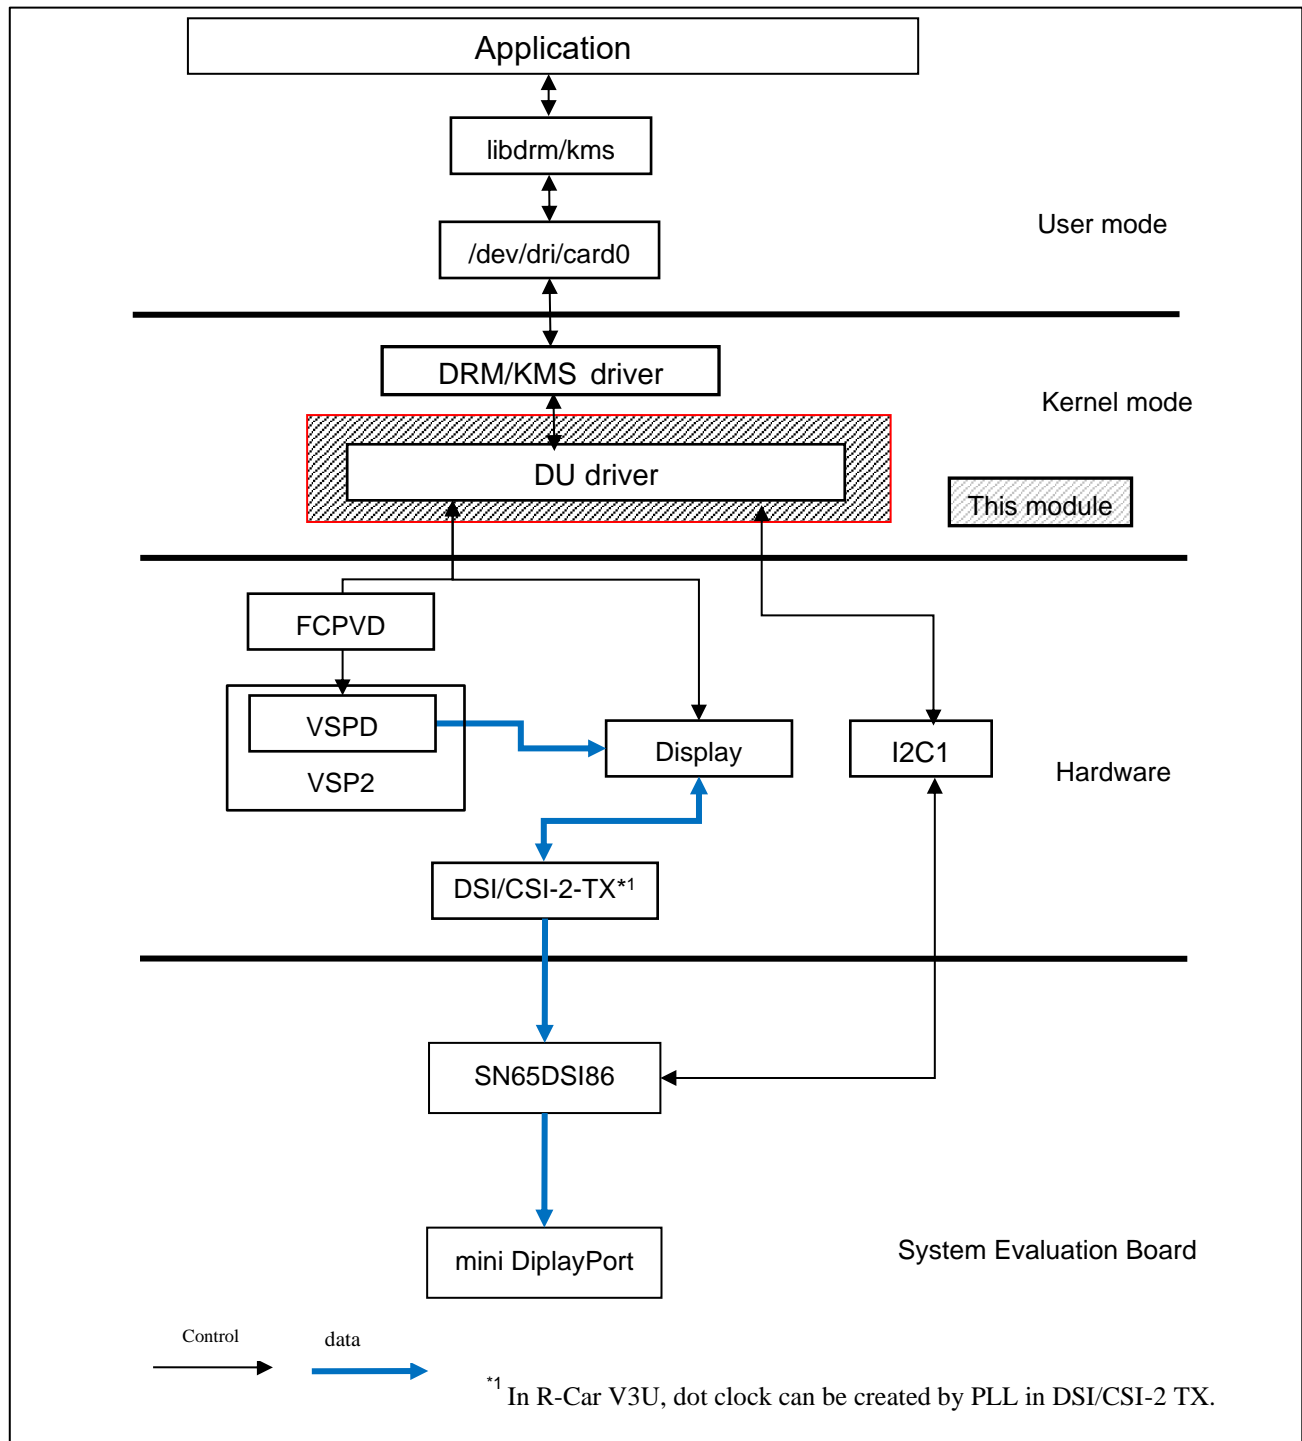 Application
libdrm/kms
/dev/dri/card0
User mode
DRM/KMS driver
Kernel mode
DU driver
This module
FCPVD
VSPD
VSP2
Display
I2C1
Hardware
DSI/CSI-2-TX*1
SN65DSI86
mini DiplayPort
System Evaluation Board
Control
data
*1 In R-Car V3U, dot clock can be created by PLL in DSI/CSI-2 TX.